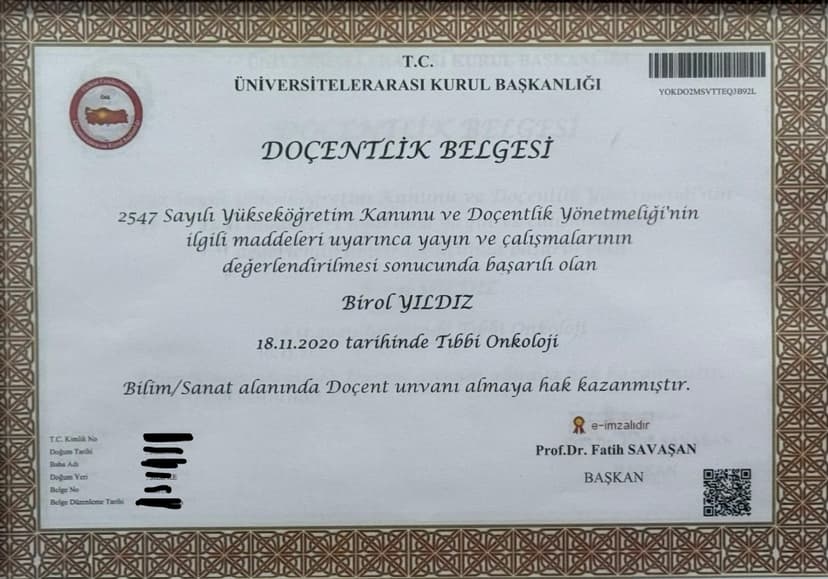 T.C.
ÜNİVERSİTELERARASI KURUL BAŞKANLIĞI
YOKDO2MSVTTEQ3B92L
DOÇENTLİK BELGESİ
2547 Sayılı Yükseköğretim Kanunu ve Doçentlik Yönetmeliği'nin
ilgili maddeleri uyarınca yayın ve çalışmalarının
değerlendirilmesi sonucunda başarılı olan
Birol YILDIZ
18.11.2020 tarihinde Tıbbi Onkoloji
Bilim/Sanat alanında Doçent unvanı almaya hak kazanmıştır.
e-imzalıdır
Prof.Dr. Fatih SAVAŞAN
BAŞKAN
T.C. Kimlik No
Doğum Tarihi
Baba Adı
Doğum Yeri
Belge No
Belge Düzenleme Tarihi